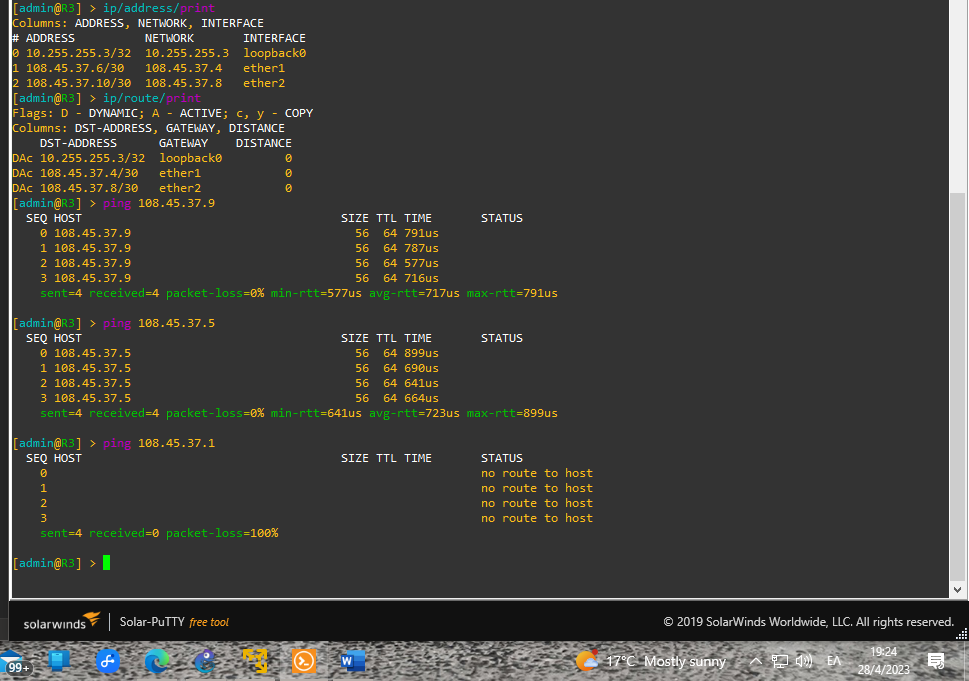 [admin@R3] > ip/address/print
Columns: ADDRESS, NETWORK, INTERFACE
# ADDRESS NETWORK INTERFACE
0 10.255.255.3/32 10.255.255.3 loopback0
1 108.45.37.6/30 108.45.37.4 ether1
2 108.45.37.10/30 108.45.37.8 ether2
[admin@R3] > ip/route/print
Flags: D - DYNAMIC; A - ACTIVE; c, y - COPY
Columns: DST-ADDRESS, GATEWAY, DISTANCE
DST-ADDRESS GATEWAY DISTANCE
DAc 10.255.255.3/32 loopback0 0
DAc 108.45.37.4/30 ether1 0
DAc 108.45.37.8/30 ether2 0
[admin@R3] > ping 108.45.37.9
SEQ HOST SIZE TTL TIME STATUS
0 108.45.37.9 56 64 791us
1 108.45.37.9 56 64 787us
2 108.45.37.9 56 64 577us
3 108.45.37.9 56 64 716us
sent=4 received=4 packet-loss=0% min-rtt=577us avg-rtt=717us max-rtt=791us
[admin@R3] > ping 108.45.37.5
SEQ HOST SIZE TTL TIME STATUS
0 108.45.37.5 56 64 899us
1 108.45.37.5 56 64 690us
2 108.45.37.5 56 64 641us
3 108.45.37.5 56 64 664us
sent=4 received=4 packet-loss=0% min-rtt=641us avg-rtt=723us max-rtt=899us
[admin@R3] > ping 108.45.37.1
SEQ HOST SIZE TTL TIME STATUS
0 no route to host
1 no route to host
2 no route to host
3 no route to host
sent=4 received=0 packet-loss=100%
[admin@R3] >
solarwinds | Solar-PuTTY free tool © 2019 SolarWinds Worldwide, LLC. All rights reserved.
99+ W 17°C Mostly sunny ΕΛ 19:24
28/4/2023